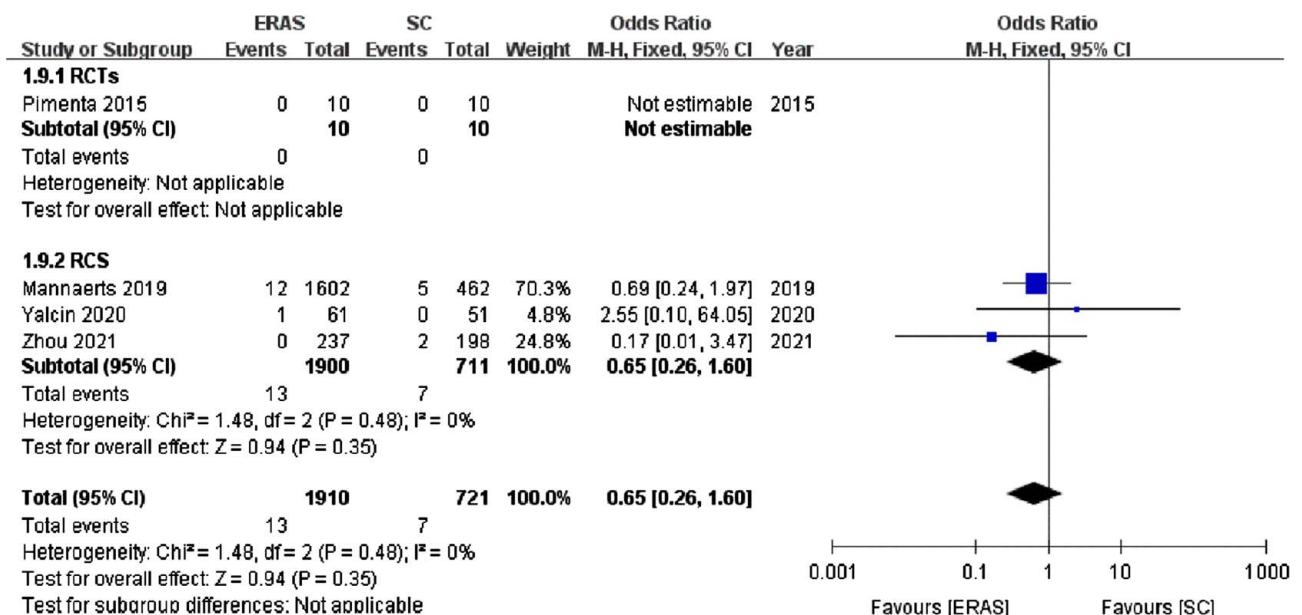 ERAS SC Odds Ratio Odds Ratio
Study or Subgroup Events Total Events Total Weight M-H, Fixed, 95% CI Year M-H, Fixed, 95% CI
1.9.1 RCTs
Pimenta 2015 0 10 0 10 Not estimable 2015
Subtotal (95% CI) 10 10 Not estimable
Total events 0 0
Heterogeneity: Not applicable
Test for overall effect: Not applicable
1.9.2 RCS
Mannaerts 2019 12 1602 5 462 70.3% 0.69 [0.24, 1.97] 2019
Yalcin 2020 1 61 0 51 4.8% 2.55 [0.10, 64.05] 2020
Zhou 2021 0 237 2 198 24.8% 0.17 [0.01, 3.47] 2021
Subtotal (95% CI) 1900 711 100.0% 0.65 [0.26, 1.60]
Total events 13 7
Heterogeneity: Chi² = 1.48, df = 2 (P = 0.48); I² = 0%
Test for overall effect: Z = 0.94 (P = 0.35)
Total (95% CI) 1910 721 100.0% 0.65 [0.26, 1.60]
Total events 13 7
Heterogeneity: Chi² = 1.48, df = 2 (P = 0.48); I² = 0%
Test for overall effect: Z = 0.94 (P = 0.35)
Test for subgroup differences: Not applicable
0.001 0.1 1 10 1000
Favours [ERAS] Favours [SC]